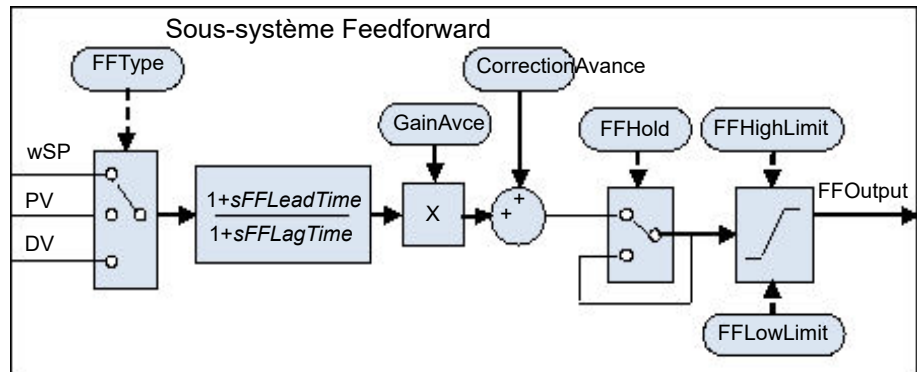 Sous-système Feedforward
FFType
CorrectionAvance
GainAvce
FFHold
FFHighLimit
wSP
PV
DV
1+sFFLeadTime
1+sFFLagTime
X
+
+
FFOutput
FFLowLimit